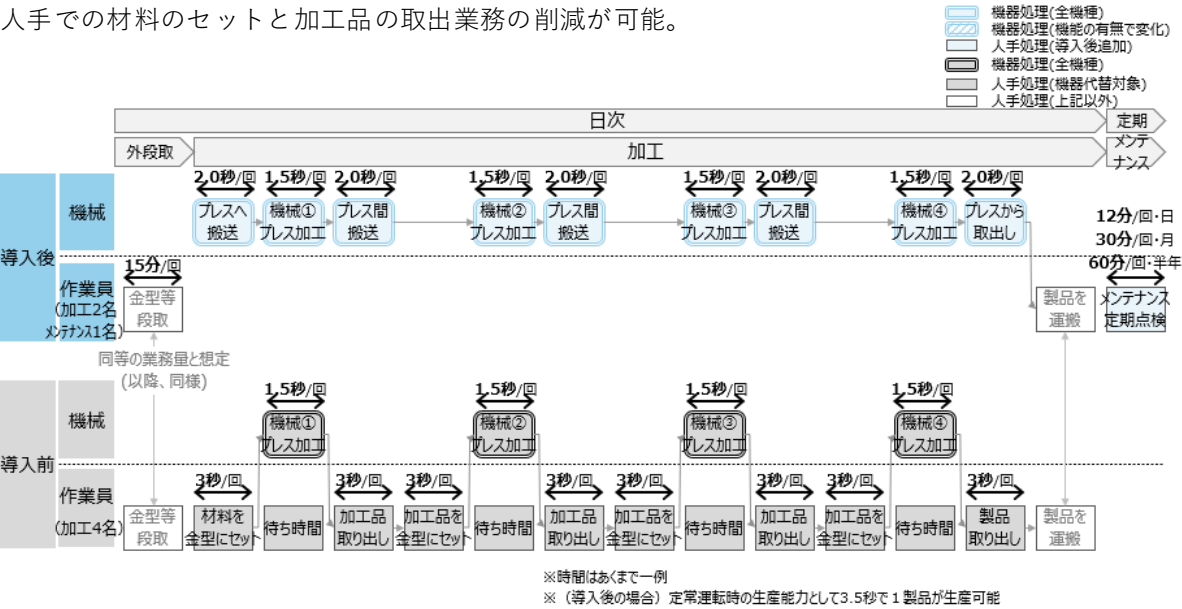 人手での材料のセットと加工品の取出業務の削減が可能。
機器処理(全機種)
機器処理(機能の有無で変化)
人手処理(導入後追加)
機器処理(全機種)
人手処理(機器代替対象)
人手処理(上記以外)
日次
定期
外段取
加工
メンテ
ナンス
2.0秒/回 1.5秒/回 2.0秒/回 1.5秒/回 2.0秒/回 1.5秒/回 2.0秒/回 1.5秒/回 2.0秒/回
導入後
機械
プレスへ
搬送
機械①
プレス加工
プレス間
搬送
機械②
プレス加工
プレス間
搬送
機械③
プレス加工
プレス間
搬送
機械④
プレス加工
プレスから
取出し
12分/回・日
30分/回・月
60分/回・半年
作業員
(加工2名
メンテナンス1名)
15分/回
金型等
段取
製品を
運搬
メンテナンス
定期点検
同等の業務量と想定
(以降、同様)
導入前
機械
1.5秒/回 1.5秒/回 1.5秒/回 1.5秒/回
機械①
プレス加工
機械②
プレス加工
機械③
プレス加工
機械④
プレス加工
作業員
(加工4名)
3秒/回 3秒/回 3秒/回 3秒/回 3秒/回 3秒/回 3秒/回 3秒/回
金型等
段取
材料を
金型にセット
待ち時間
加工品
取り出し
加工品を
金型にセット
待ち時間
加工品
取り出し
加工品を
金型にセット
待ち時間
加工品
取り出し
加工品を
金型にセット
待ち時間
製品
取り出し
製品を
運搬
※時間はあくまで一例
※（導入後の場合）定常運転時の生産能力として3.5秒で１製品が生産可能